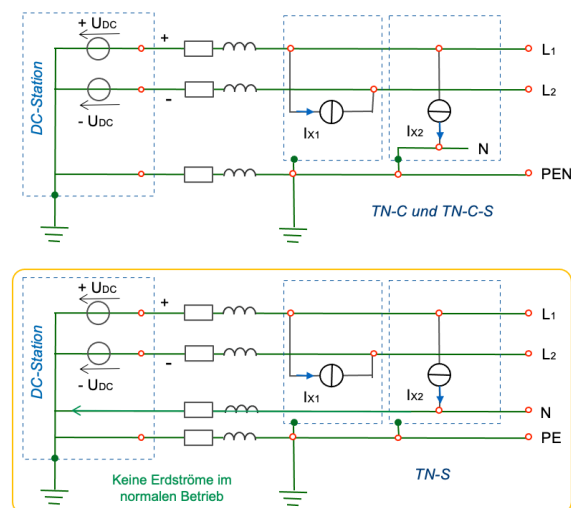 + UDC
+
L1
DC-Station
-
L2
- UDC
IX1
IX2
N
PEN
TN-C und TN-C-S
+ UDC
+
L1
DC-Station
-
L2
- UDC
IX1
IX2
N
PE
Keine Erdströme im
normalen Betrieb
TN-S